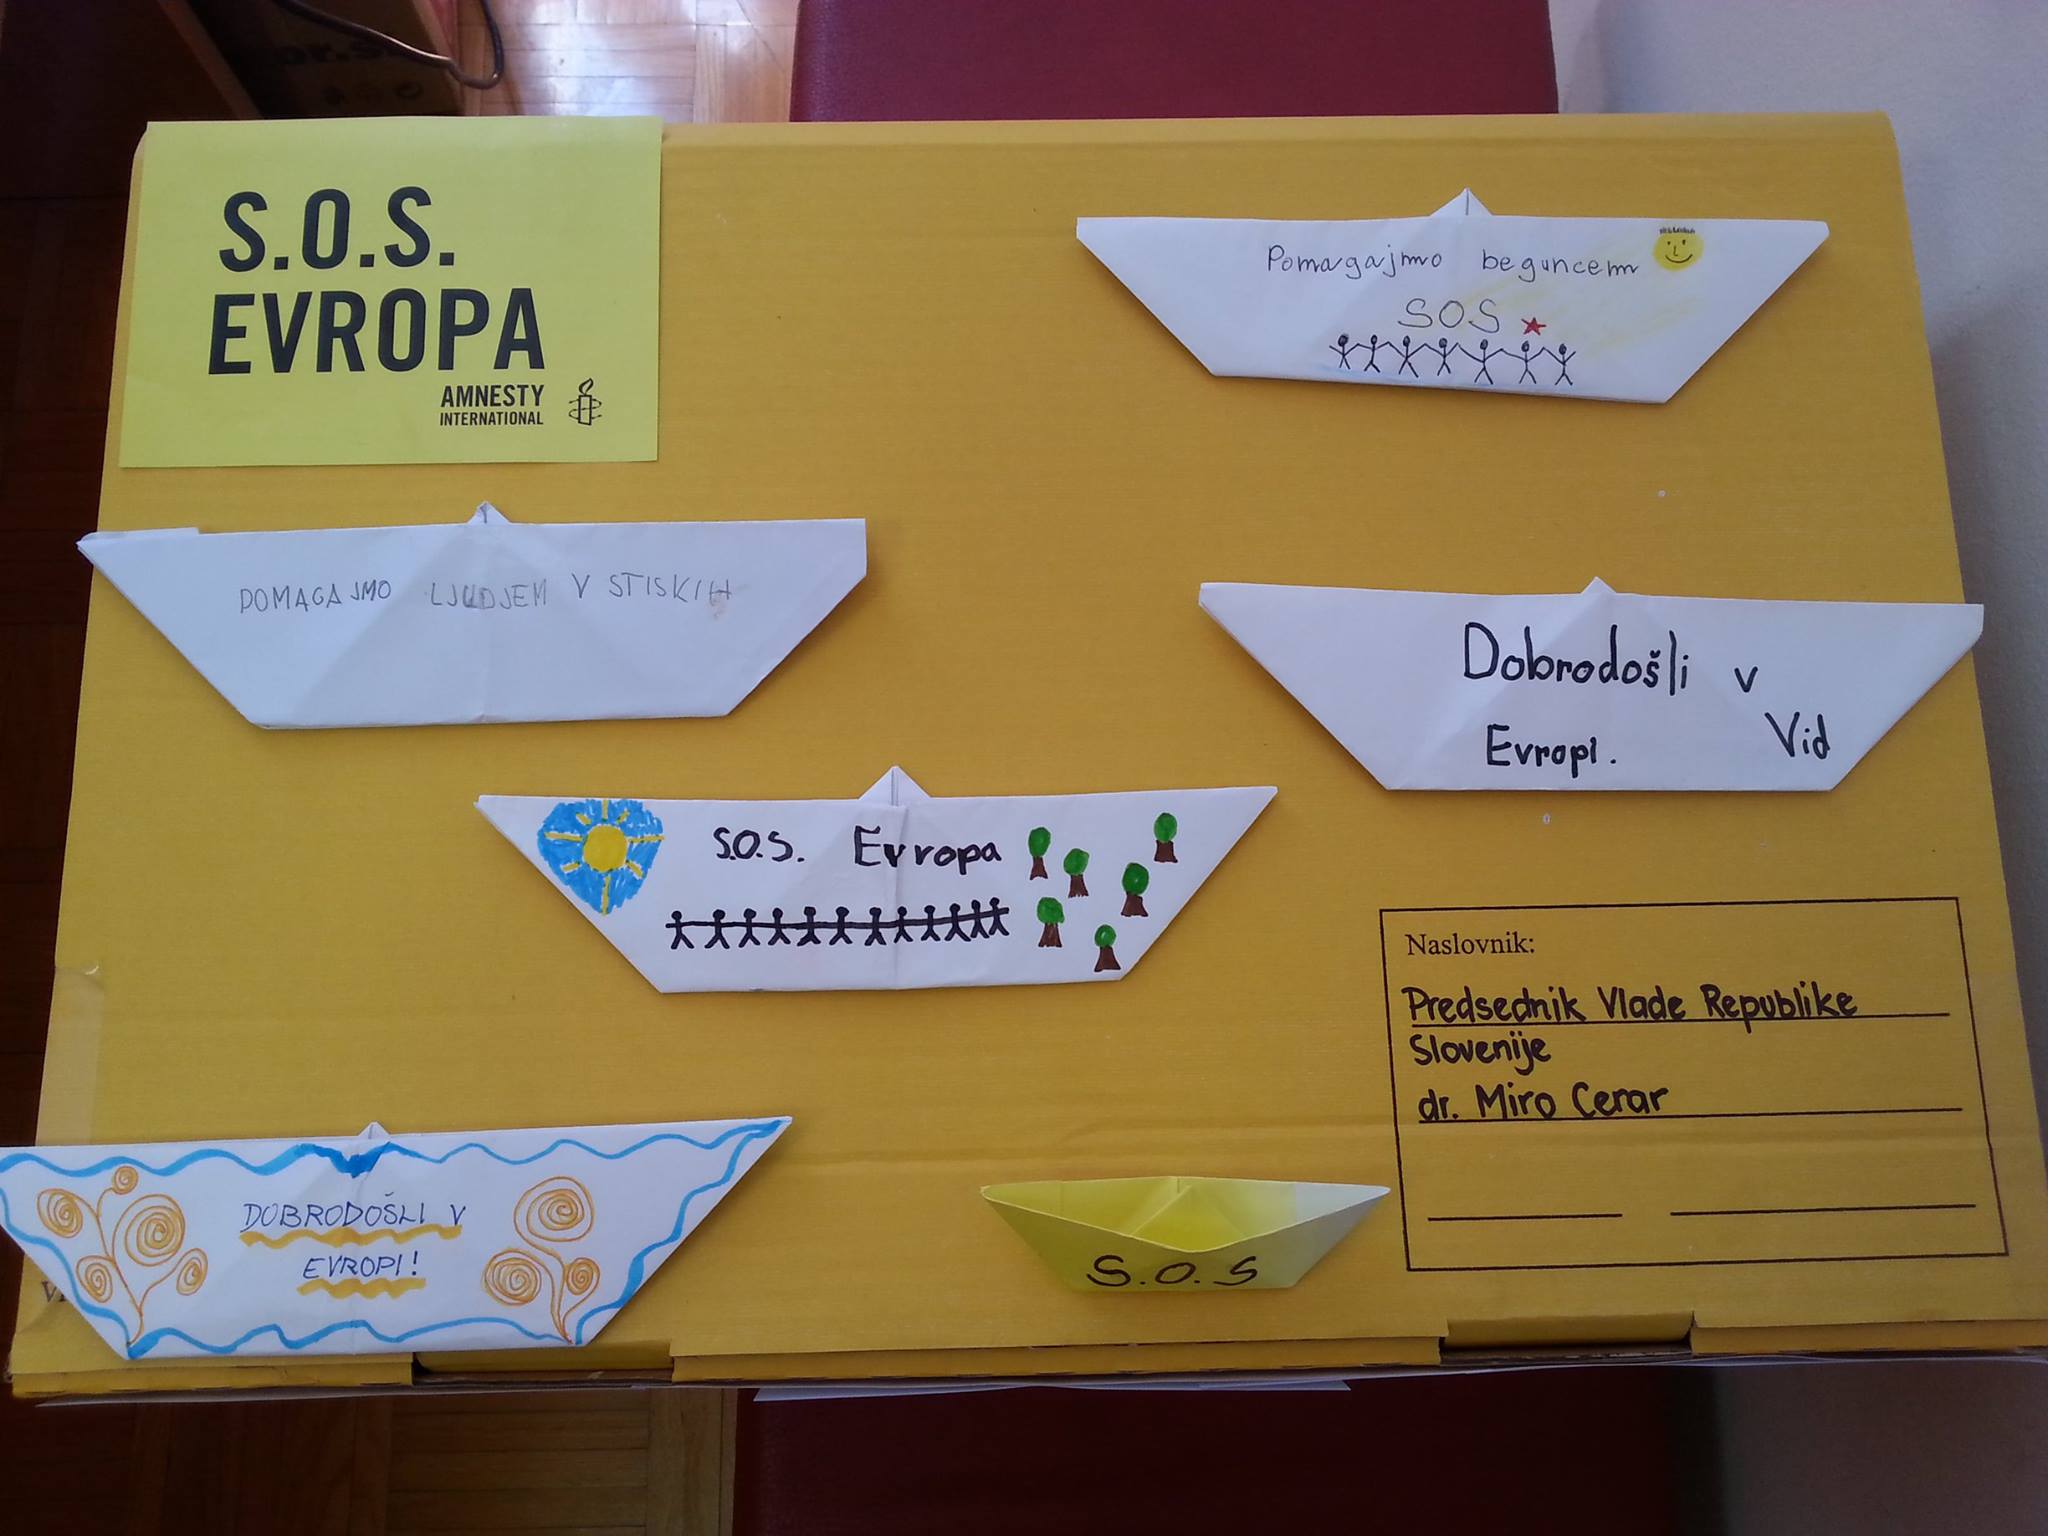 S.O.S.
EVROPA
AMNESTY
INTERNATIONAL
Pomagajmo beguncem
SOS
POMAGAJMO LJUDJEM V STISKIH
Dobrodošli v
Evropi.
Vid
S.O.S. Evropa
Naslovnik:
Predsednik Vlade Republike
Slovenije
dr. Miro Cerar
DOBRODOŠLI V
EVROPI!
S.O.S